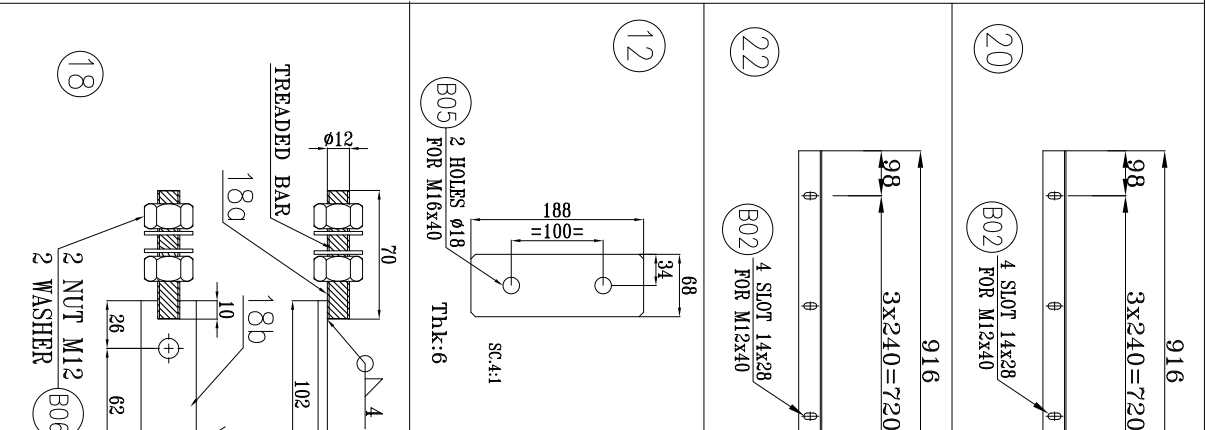 18
TREADED BAR
ø12
18a
70
18b
10
26
62
102
4
2 NUT M12
2 WASHER
B06
12
B05
2 HOLES ø18
FOR M16x40
188
=100=
34
68
Thk:6
SC.4:1
22
98
916
3x240=720
B02
4 SLOT 14x28
FOR M12x40
20
98
916
3x240=720
B02
4 SLOT 14x28
FOR M12x40